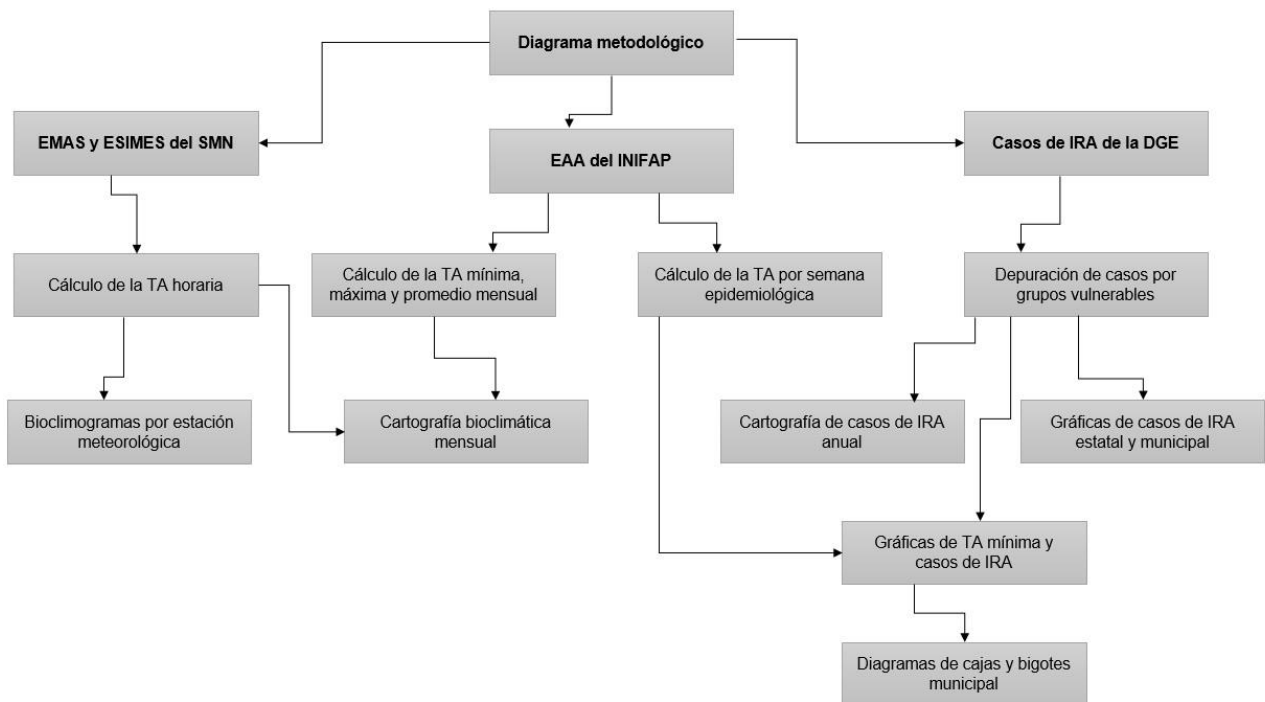 Diagrama metodológico
EMAS y ESIMES del SMN
EAA del INIFAP
Casos de IRA de la DGE
Cálculo de la TA horaria
Cálculo de la TA mínima,
máxima y promedio mensual
Cálculo de la TA por semana
epidemiológica
Depuración de casos por
grupos vulnerables
Bioclimogramas por estación
meteorológica
Cartografía bioclimática
mensual
Cartografía de casos de IRA
anual
Gráficas de casos de IRA
estatal y municipal
Gráficas de TA mínima y
casos de IRA
Diagramas de cajas y bigotes
municipal